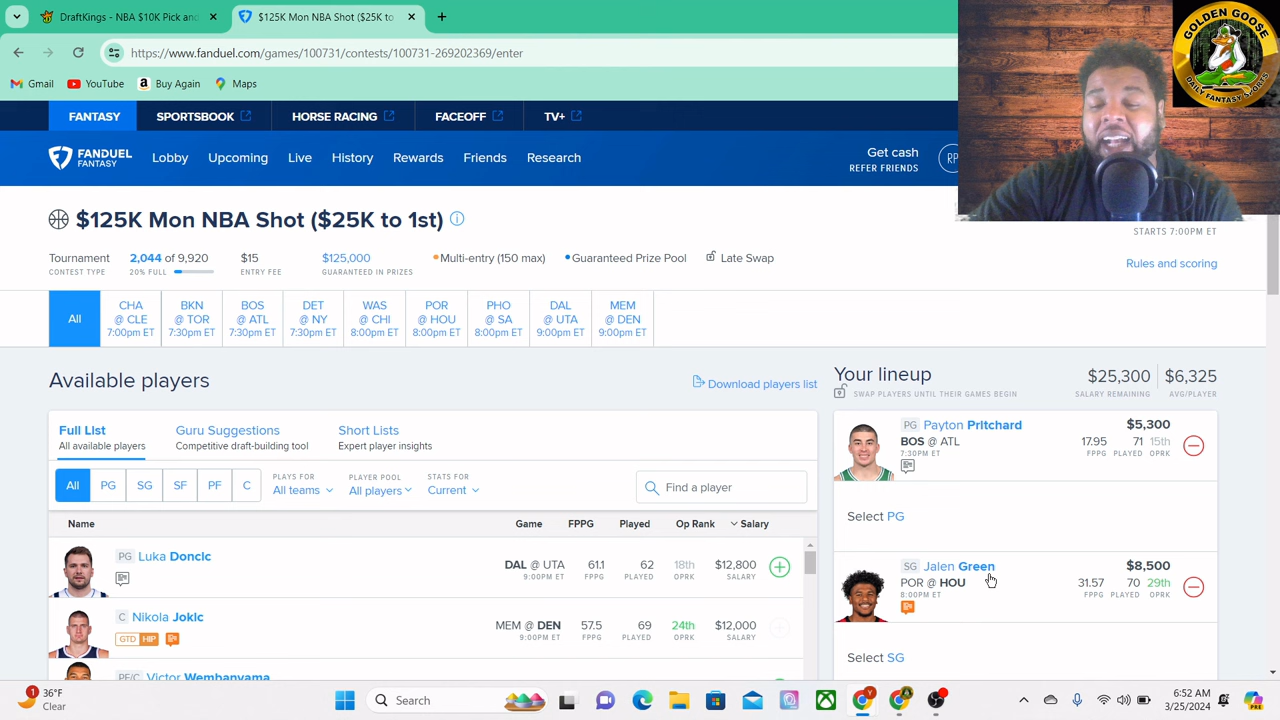 DraftKings - NBA $10K Pick and
$125K Mon NBA Shot ($25K to 1s
https://www.fanduel.com/games/100731/contests/100731-269202369/enter
Gmail YouTube Buy Again Maps
GOLDEN GOO$E
DAILY FANTASY SPORTS
FANTASY SPORTSBOOK HORSE RACING FACEOFF TV+
FANDUEL FANTASY Lobby Upcoming Live History Rewards Friends Research
Get cash
REFER FRIENDS
RP
$125K Mon NBA Shot ($25K to 1st)
STARTS 7:00PM ET
Tournament 2,044 of 9,920 $15 $125,000 Multi-entry (150 max) Guaranteed Prize Pool Late Swap
CONTEST TYPE 20% FULL ENTRY FEE GUARANTEED IN PRIZES
Rules and scoring
All
CHA @ CLE 7:00pm ET
BKN @ TOR 7:30pm ET
BOS @ ATL 7:30pm ET
DET @ NY 7:30pm ET
WAS @ CHI 8:00pm ET
POR @ HOU 8:00pm ET
PHO @ SA 8:00pm ET
DAL @ UTA 9:00pm ET
MEM @ DEN 9:00pm ET
Available players
Download players list
Full List
All available players
Guru Suggestions
Competitive draft-building tool
Short Lists
Expert player insights
All PG SG SF PF C
PLAYS FOR
All teams
PLAYER POOL
All players
STATS FOR
Current
Find a player
Name Game FPPG Played Op Rank Salary
PG Luka Doncic
DAL @ UTA 61.1 62 18th $12,800
9:00PM ET FPPG PLAYED OPRK SALARY
C Nikola Jokic
GTD HIP
MEM @ DEN 57.5 69 24th $12,000
9:00PM ET FPPG PLAYED OPRK SALARY
PF/C Victor Wembanyama
Your lineup
SWAP PLAYERS UNTIL THEIR GAMES BEGIN
$25,300 $6,325
SALARY REMAINING AVG/PLAYER
PG Payton Pritchard $5,300
BOS @ ATL 17.95 71 15th
7:30PM ET FPPG PLAYED OPRK
Select PG
SG Jalen Green $8,500
POR @ HOU 31.57 70 29th
8:00PM ET FPPG PLAYED OPRK
Select SG
1
36°F
Clear
Search
6:52 AM
3/25/2024
PRE